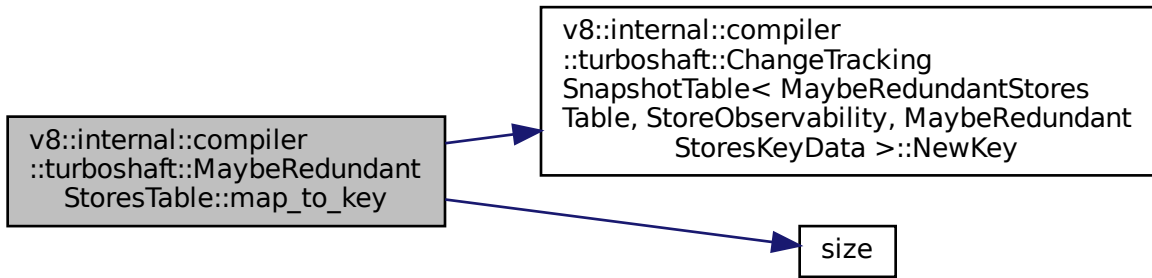 v8::internal::compiler
::turboshaft::MaybeRedundant
StoresTable::map_to_key
v8::internal::compiler
::turboshaft::ChangeTracking
SnapshotTable< MaybeRedundantStores
Table, StoreObservability, MaybeRedundant
StoresKeyData >::NewKey
size